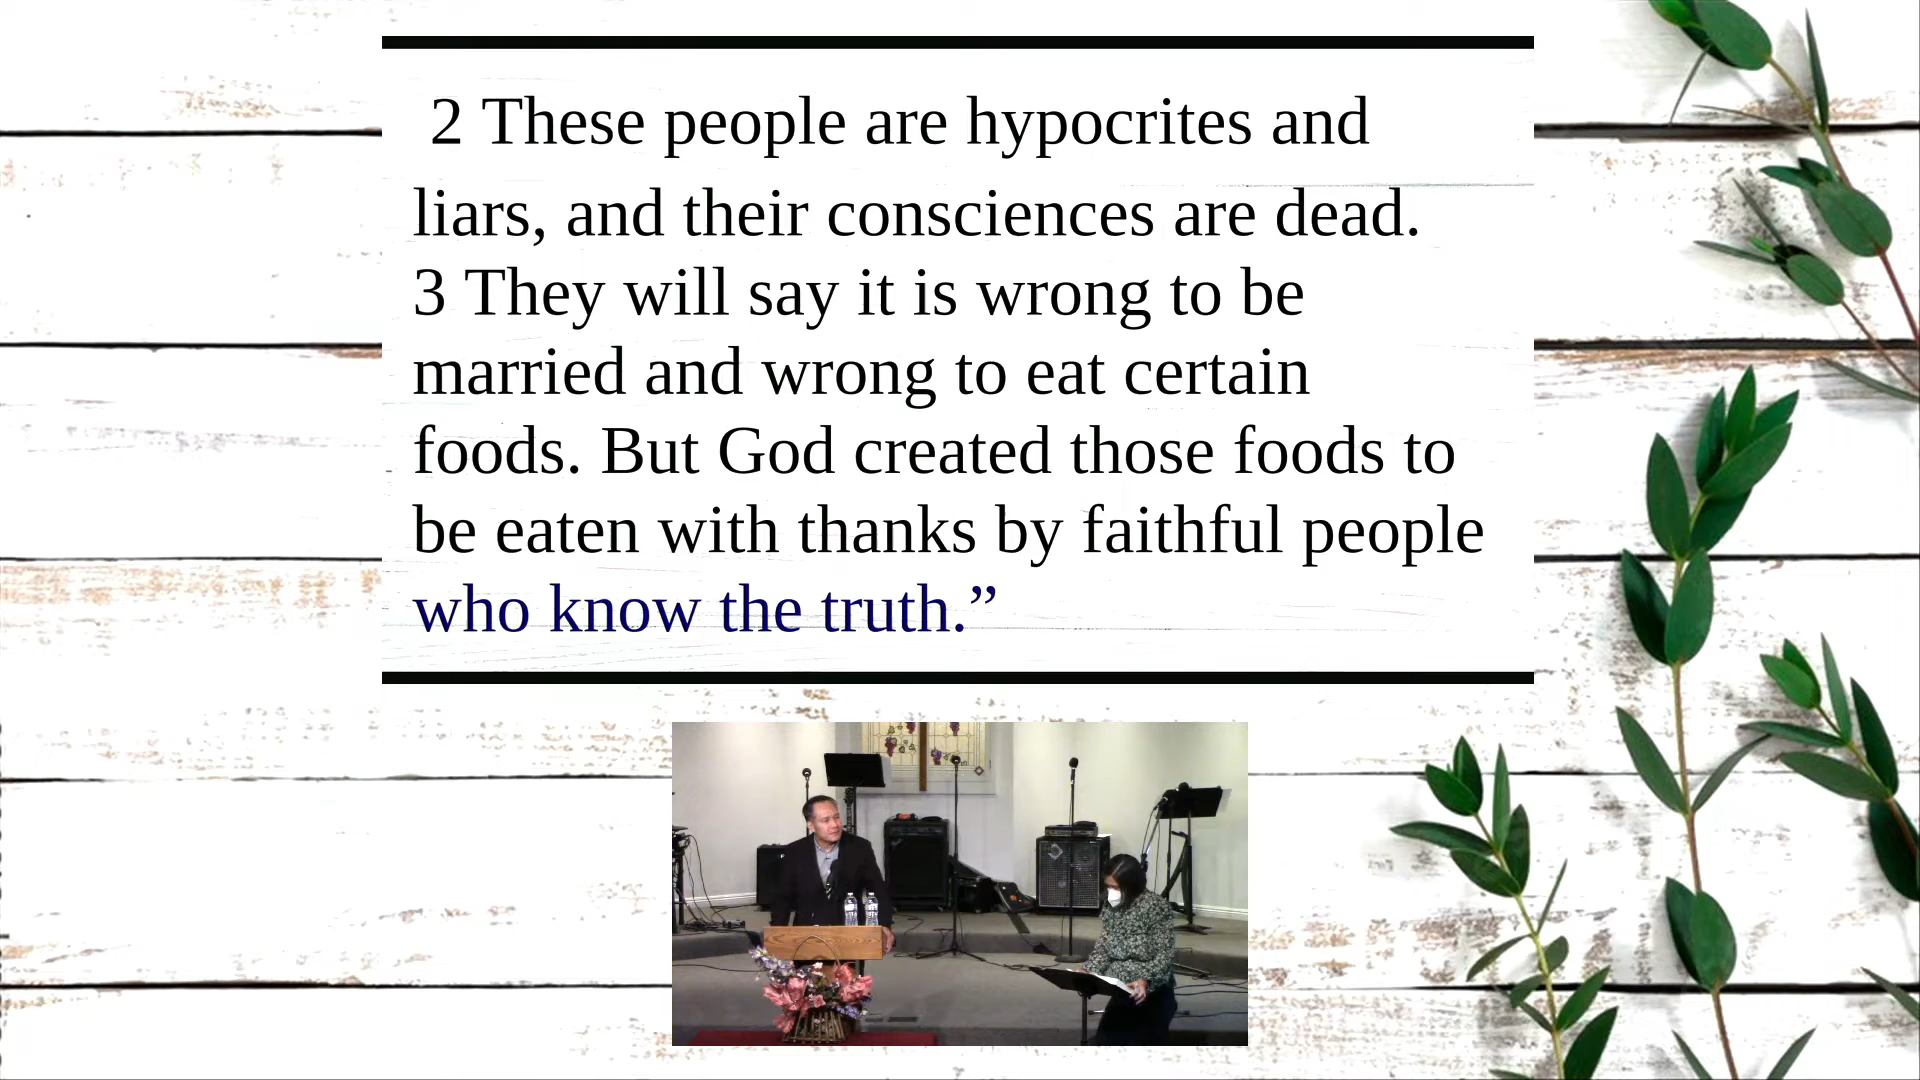 2 These people are hypocrites and
liars, and their consciences are dead.
3 They will say it is wrong to be
married and wrong to eat certain
foods. But God created those foods to
be eaten with thanks by faithful people
who know the truth.”